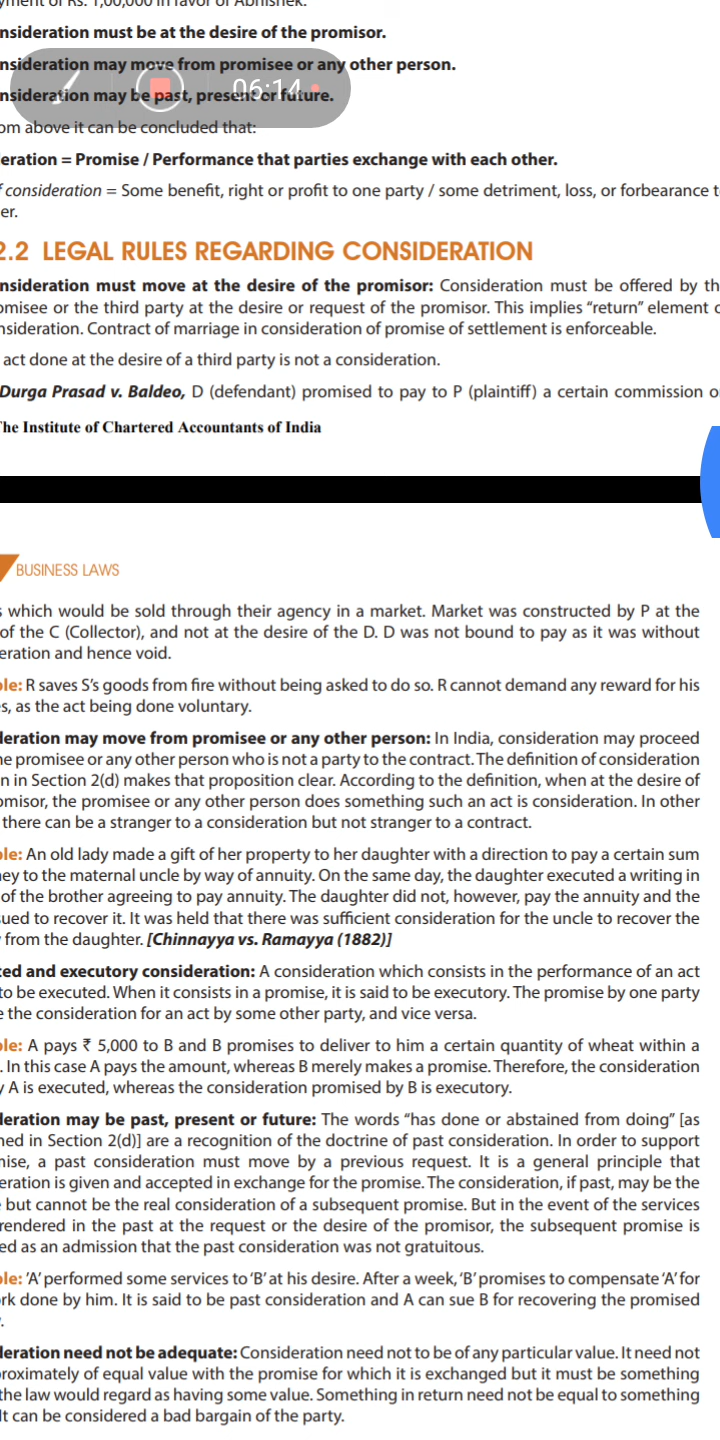 yment of Rs. 1,00,000 in favor of Abhishek.
nsideration must be at the desire of the promisor.
nsideration may move from promisee or any other person.
06:14
nsideration may be past, present or future.
om above it can be concluded that:
eration = Promise / Performance that parties exchange with each other.
f consideration = Some benefit, right or profit to one party / some detriment, loss, or forbearance t
er.
2.2 LEGAL RULES REGARDING CONSIDERATION
nsideration must move at the desire of the promisor: Consideration must be offered by th
omisee or the third party at the desire or request of the promisor. This implies “return” element o
nsideration. Contract of marriage in consideration of promise of settlement is enforceable.
act done at the desire of a third party is not a consideration.
Durga Prasad v. Baldeo, D (defendant) promised to pay to P (plaintiff) a certain commission o
The Institute of Chartered Accountants of India
BUSINESS LAWS
s which would be sold through their agency in a market. Market was constructed by P at the
of the C (Collector), and not at the desire of the D. D was not bound to pay as it was without
eration and hence void.
ple: R saves S’s goods from fire without being asked to do so. R cannot demand any reward for his
s, as the act being done voluntary.
deration may move from promisee or any other person: In India, consideration may proceed
he promisee or any other person who is not a party to the contract. The definition of consideration
n in Section 2(d) makes that proposition clear. According to the definition, when at the desire of
omisor, the promisee or any other person does something such an act is consideration. In other
there can be a stranger to a consideration but not stranger to a contract.
ple: An old lady made a gift of her property to her daughter with a direction to pay a certain sum
ney to the maternal uncle by way of annuity. On the same day, the daughter executed a writing in
of the brother agreeing to pay annuity. The daughter did not, however, pay the annuity and the
sued to recover it. It was held that there was sufficient consideration for the uncle to recover the
from the daughter. [Chinnayya vs. Ramayya (1882)]
ted and executory consideration: A consideration which consists in the performance of an act
to be executed. When it consists in a promise, it is said to be executory. The promise by one party
e the consideration for an act by some other party, and vice versa.
ple: A pays ₹ 5,000 to B and B promises to deliver to him a certain quantity of wheat within a
. In this case A pays the amount, whereas B merely makes a promise. Therefore, the consideration
y A is executed, whereas the consideration promised by B is executory.
deration may be past, present or future: The words “has done or abstained from doing” [as
ned in Section 2(d)] are a recognition of the doctrine of past consideration. In order to support
mise, a past consideration must move by a previous request. It is a general principle that
eration is given and accepted in exchange for the promise. The consideration, if past, may be the
but cannot be the real consideration of a subsequent promise. But in the event of the services
rendered in the past at the request or the desire of the promisor, the subsequent promise is
ed as an admission that the past consideration was not gratuitous.
ple: ‘A’ performed some services to ‘B’ at his desire. After a week, ‘B’ promises to compensate ‘A’ for
rk done by him. It is said to be past consideration and A can sue B for recovering the promised
.
deration need not be adequate: Consideration need not to be of any particular value. It need not
proximately of equal value with the promise for which it is exchanged but it must be something
the law would regard as having some value. Something in return need not be equal to something
It can be considered a bad bargain of the party.